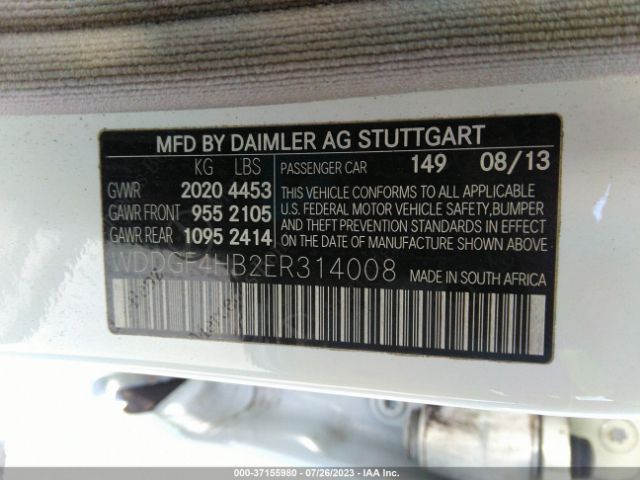 MFD BY DAIMLER AG STUTTGART
KG LBS
GVWR 2020 4453
GAWR FRONT 955 2105
GAWR REAR 1095 2414
PASSENGER CAR 149 08/13
THIS VEHICLE CONFORMS TO ALL APPLICABLE
U.S. FEDERAL MOTOR VEHICLE SAFETY, BUMPER
AND THEFT PREVENTION STANDARDS IN EFFECT
ON THE DATE OF MANUFACTURE SHOWN ABOVE.
WDDGF4HB2ER314008 MADE IN SOUTH AFRICA
000-37155980 - 07/26/2023 - IAAI.COM